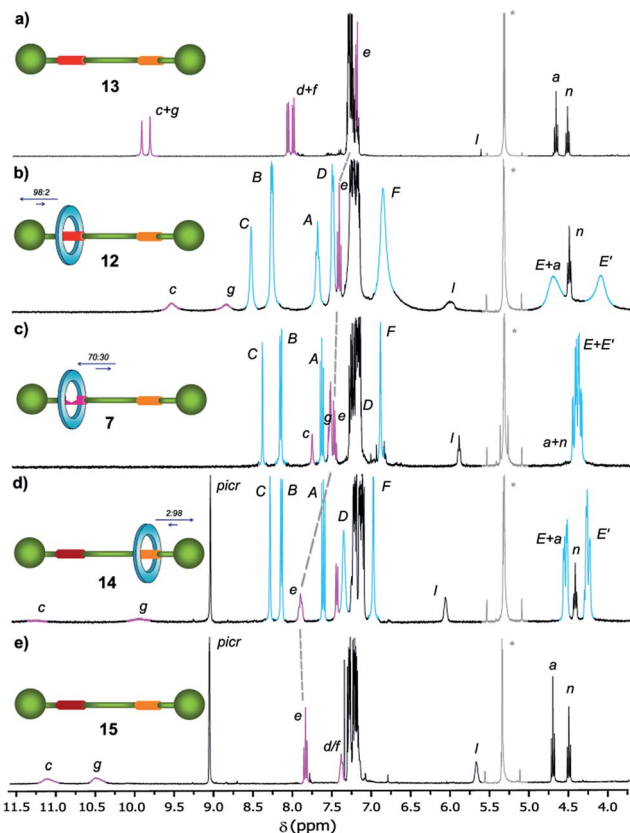 a)
13
c+g
d+f
e
l
*
a
n
b)
98:2
12
c
g
C
B
A
D
e
F
l
*
E+a
n
E'
c)
70:30
7
C
B
A
c
g
e
D
F
l
*
E+E'
a+n
d)
2:98
14
c
g
picr
C
B
e
A
D
F
l
*
E+a
n
E'
e)
15
c
g
picr
e
d/f
l
*
a
n
11.5 11.0 10.5 10.0 9.5 9.0 8.5 8.0 7.5 7.0 6.5 6.0 5.5 5.0 4.5 4.0
δ (ppm)